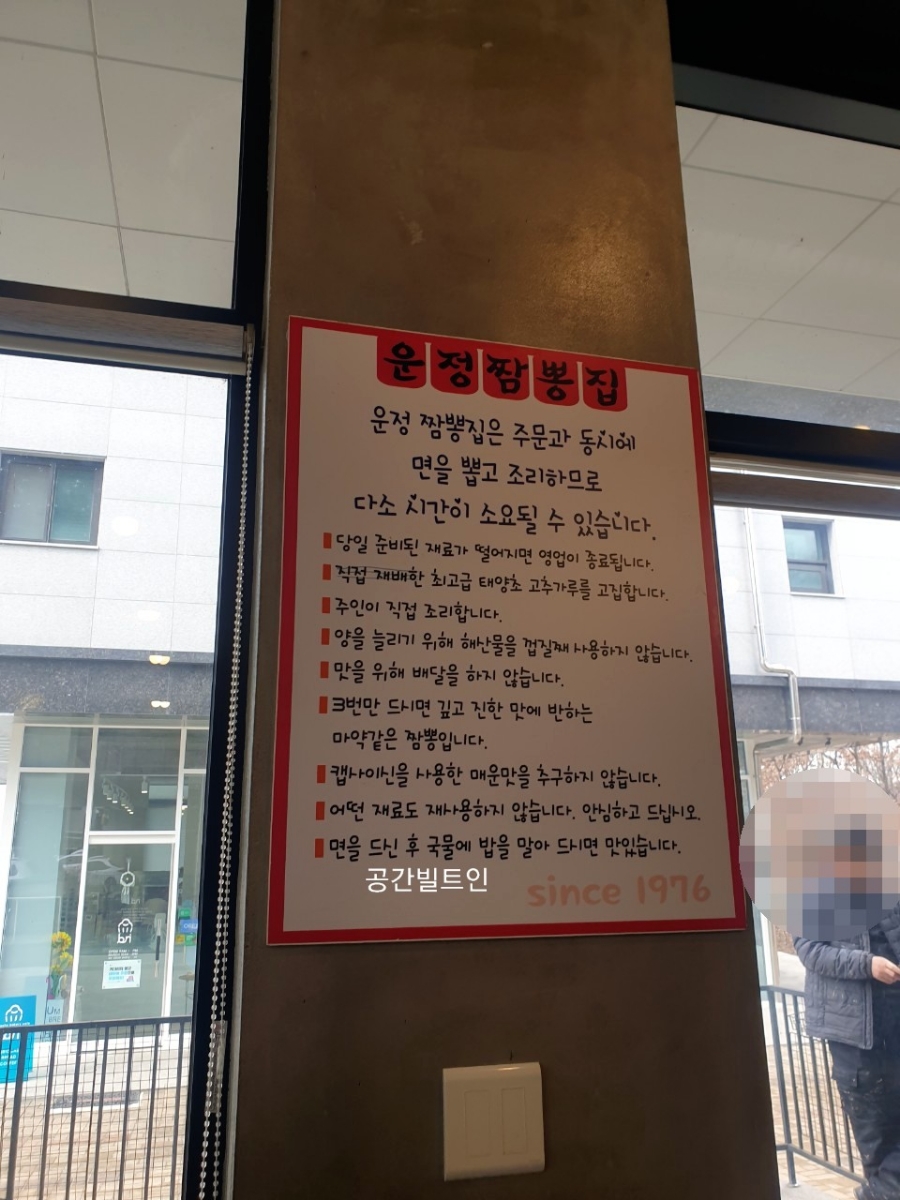 운정짬뽕집
운정 짬뽕집은 주문과 동시에
면을 뽑고 조리하므로
다소 시간이 소요될 수 있습니다.
당일 준비된 재료가 떨어지면 영업이 종료됩니다.
직접 재배한 최고급 태양초 고추가루를 고집합니다.
주인이 직접 조리합니다.
양을 늘리기 위해 해산물을 껍질째 사용하지 않습니다.
맛을 위해 배달을 하지 않습니다.
3번만 드시면 깊고 진한 맛에 반하는
마약같은 짬뽕입니다.
캡사이신을 사용한 매운맛을 추구하지 않습니다.
어떤 재료도 재사용하지 않습니다. 안심하고 드십시오.
면을 드신 후 국물에 밥을 말아 드시면 맛있습니다.
공간빌트인
since 1976
hd